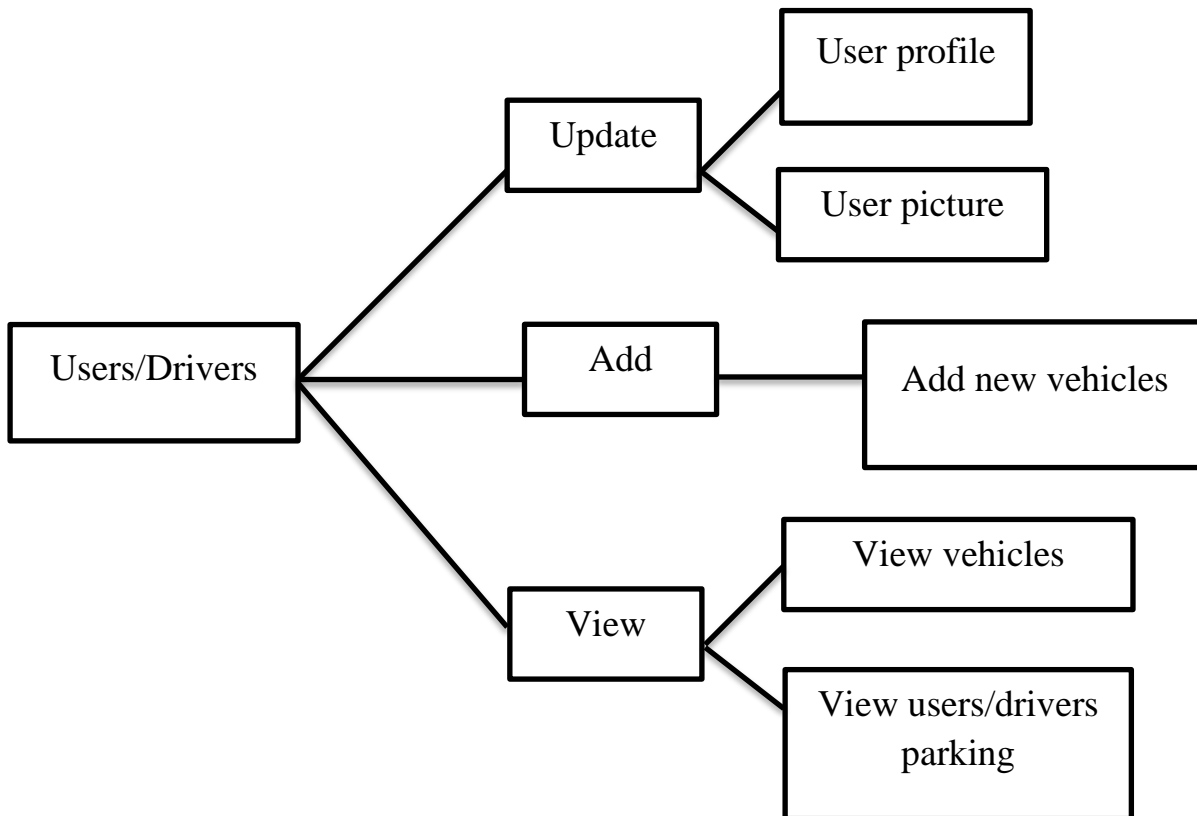 User profile
Update
User picture
Users/Drivers
Add
Add new vehicles
View vehicles
View
View users/drivers
parking